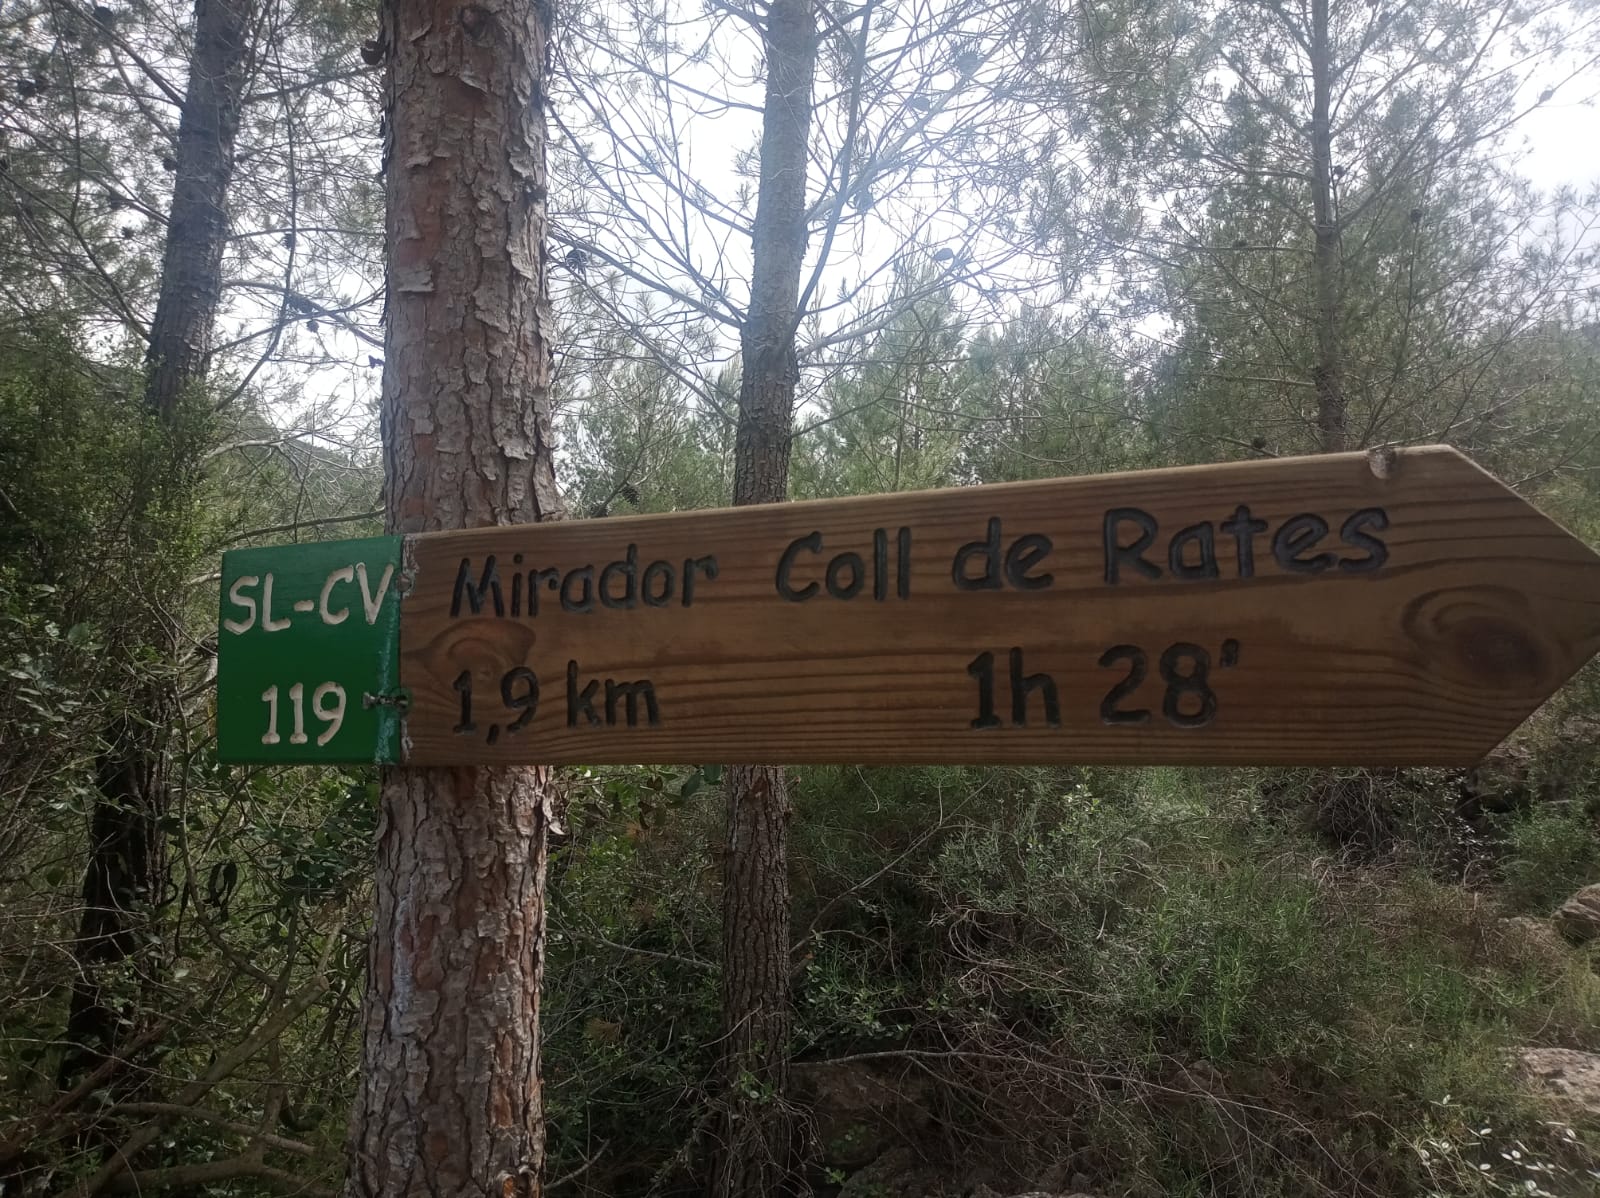 SL-CV
119
Mirador Coll de Rates
1,9 km 1h 28'